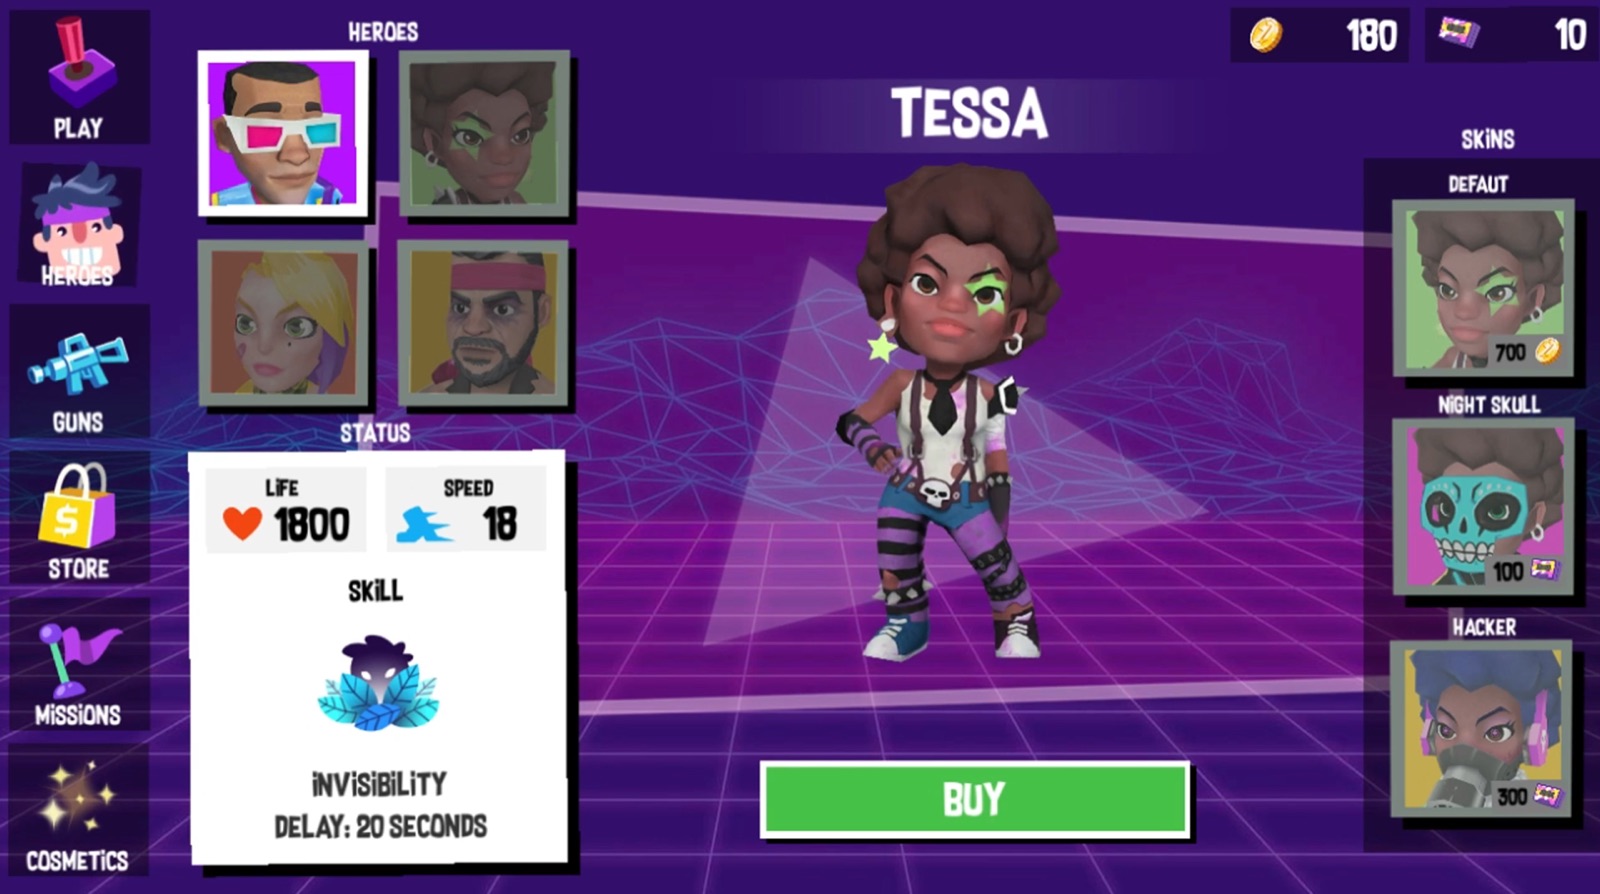 PLAY
HEROES
GUNS
$
STORE
MISSIONS
COSMETICS
HEROES
STATUS
LIFE
1800
SPEED
18
SKILL
INVISIBILITY
DELAY: 20 SECONDS
TESSA
BUY
180
10
SKINS
DEFAUT
700
NIGHT SKULL
100
HACKER
300